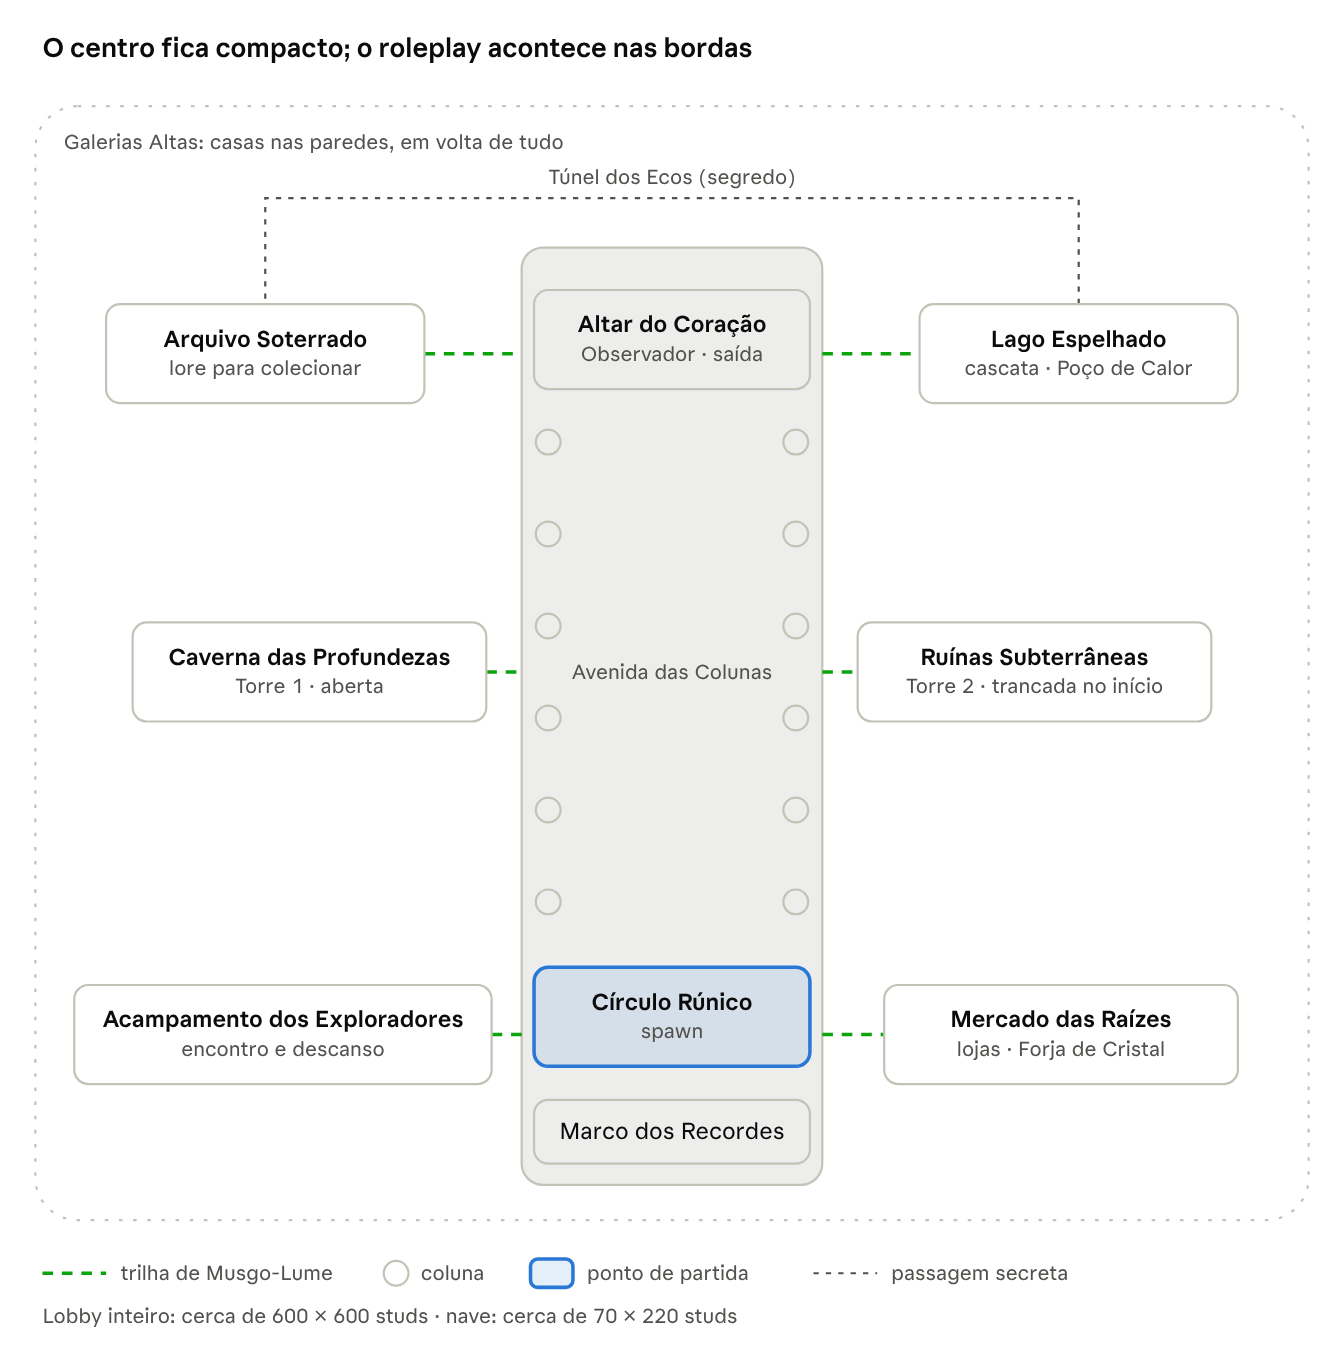 O centro fica compacto; o roleplay acontece nas bordas
Galerias Altas: casas nas paredes, em volta de tudo
Túnel dos Ecos (segredo)
Arquivo Soterrado
lore para colecionar
Altar do Coração
Observador · saída
Lago Espelhado
cascata · Poço de Calor
Caverna das Profundezas
Torre 1 · aberta
Avenida das Colunas
Ruínas Subterrâneas
Torre 2 · trancada no início
Acampamento dos Exploradores
encontro e descanso
Círculo Rúnico
spawn
Mercado das Raízes
lojas · Forja de Cristal
Marco dos Recordes
trilha de Musgo-Lume
coluna
ponto de partida
passagem secreta
Lobby inteiro: cerca de 600 × 600 studs · nave: cerca de 70 × 220 studs